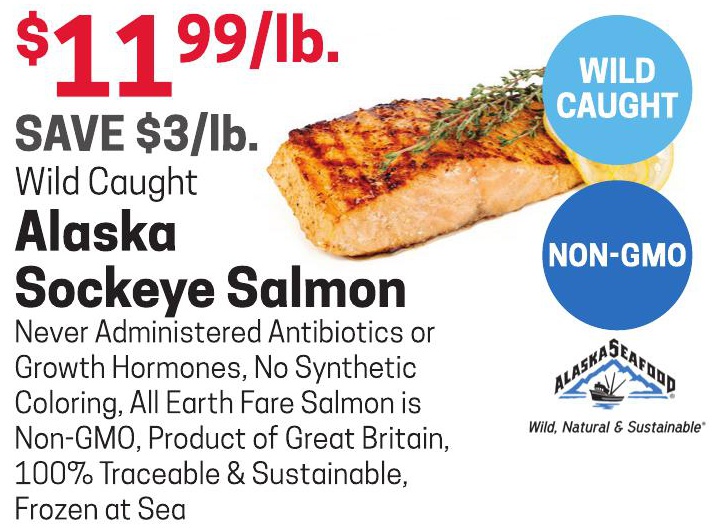 $11 99/lb.
SAVE $3/lb.
Wild Caught
Alaska
Sockeye Salmon
Never Administered Antibiotics or
Growth Hormones, No Synthetic
Coloring, All Earth Fare Salmon is
Non-GMO, Product of Great Britain,
100% Traceable & Sustainable,
Frozen at Sea
WILD
CAUGHT
NON-GMO
ALASKA SEAFOOD®
Wild, Natural & Sustainable®